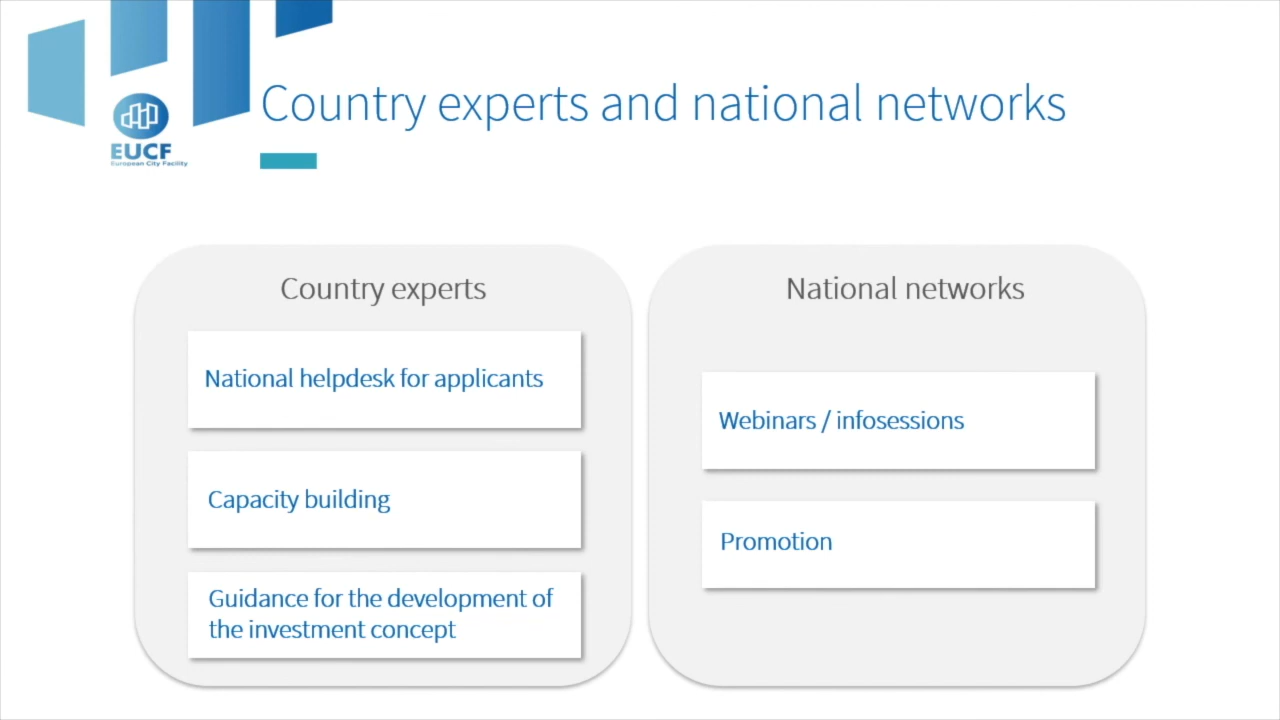 Country experts and national networks
EUCF
European City Facility
Country experts
National helpdesk for applicants
Capacity building
Guidance for the development of
the investment concept
National networks
Webinars / infosessions
Promotion